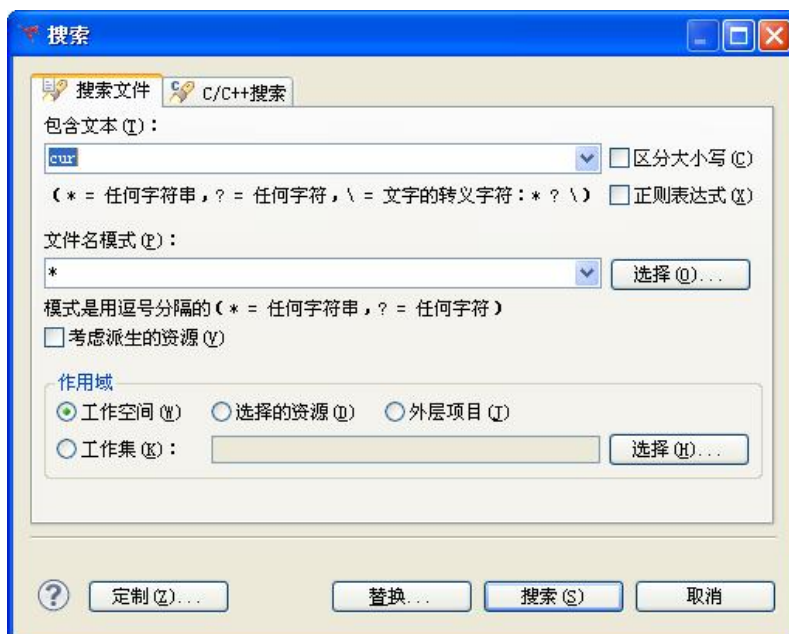 搜索
搜索文件 C/C++搜索
包含文本(T):
cur 区分大小写(C)
(* = 任何字符串,? = 任何字符,\ = 文字的转义字符:* ? \) 正则表达式(X)
文件名模式(P):
* 选择(O)...
模式是用逗号分隔的(* = 任何字符串,? = 任何字符)
考虑派生的资源(V)
作用域
工作空间(W) 选择的资源(D) 外层项目(J)
工作集(K): 选择(H)...
? 定制(Z)... 替换... 搜索(S) 取消